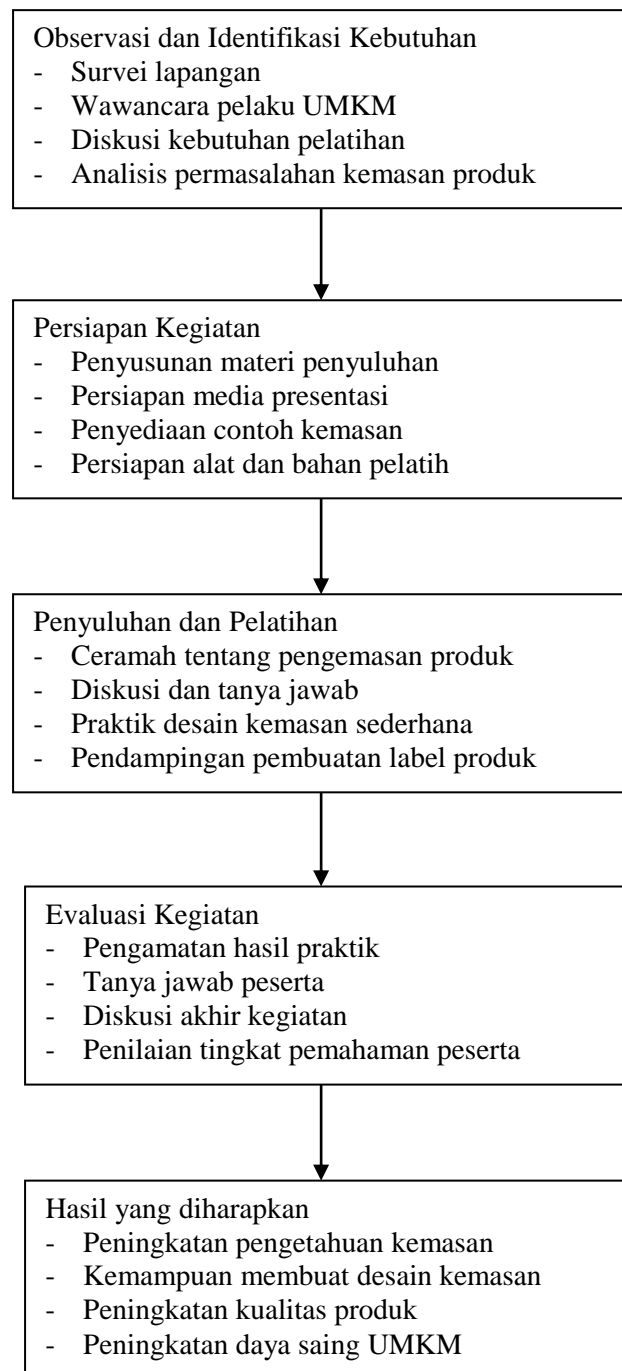 Observasi dan Identifikasi Kebutuhan
- Survei lapangan
- Wawancara pelaku UMKM
- Diskusi kebutuhan pelatihan
- Analisis permasalahan kemasan produk
Persiapan Kegiatan
- Penyusunan materi penyuluhan
- Persiapan media presentasi
- Penyediaan contoh kemasan
- Persiapan alat dan bahan pelatih
Penyuluhan dan Pelatihan
- Ceramah tentang pengemasan produk
- Diskusi dan tanya jawab
- Praktik desain kemasan sederhana
- Pendampingan pembuatan label produk
Evaluasi Kegiatan
- Pengamatan hasil praktik
- Tanya jawab peserta
- Diskusi akhir kegiatan
- Penilaian tingkat pemahaman peserta
Hasil yang diharapkan
- Peningkatan pengetahuan kemasan
- Kemampuan membuat desain kemasan
- Peningkatan kualitas produk
- Peningkatan daya saing UMKM